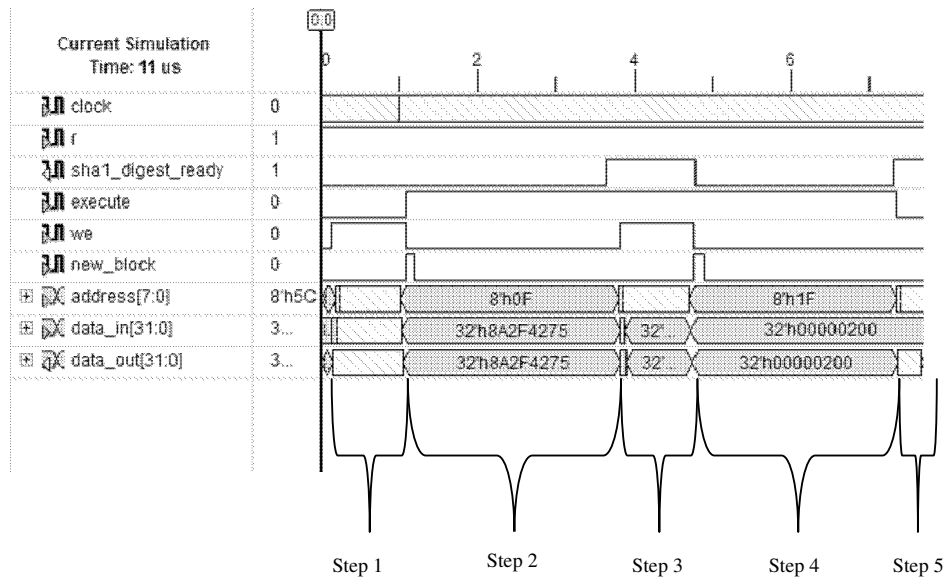 0.0
Current Simulation
Time: 11 us
0 2 4 6
clock 0
r 1
sha1_digest_ready 1
execute 0
we 0
new_block 0
address[7:0] 8'h5C 8'h0F 8'h1F
data_in[31:0] 3... 32'h8A2F4275 32'... 32'h00000200
data_out[31:0] 3... 32'h8A2F4275 32'... 32'h00000200
Step 1 Step 2 Step 3 Step 4 Step 5